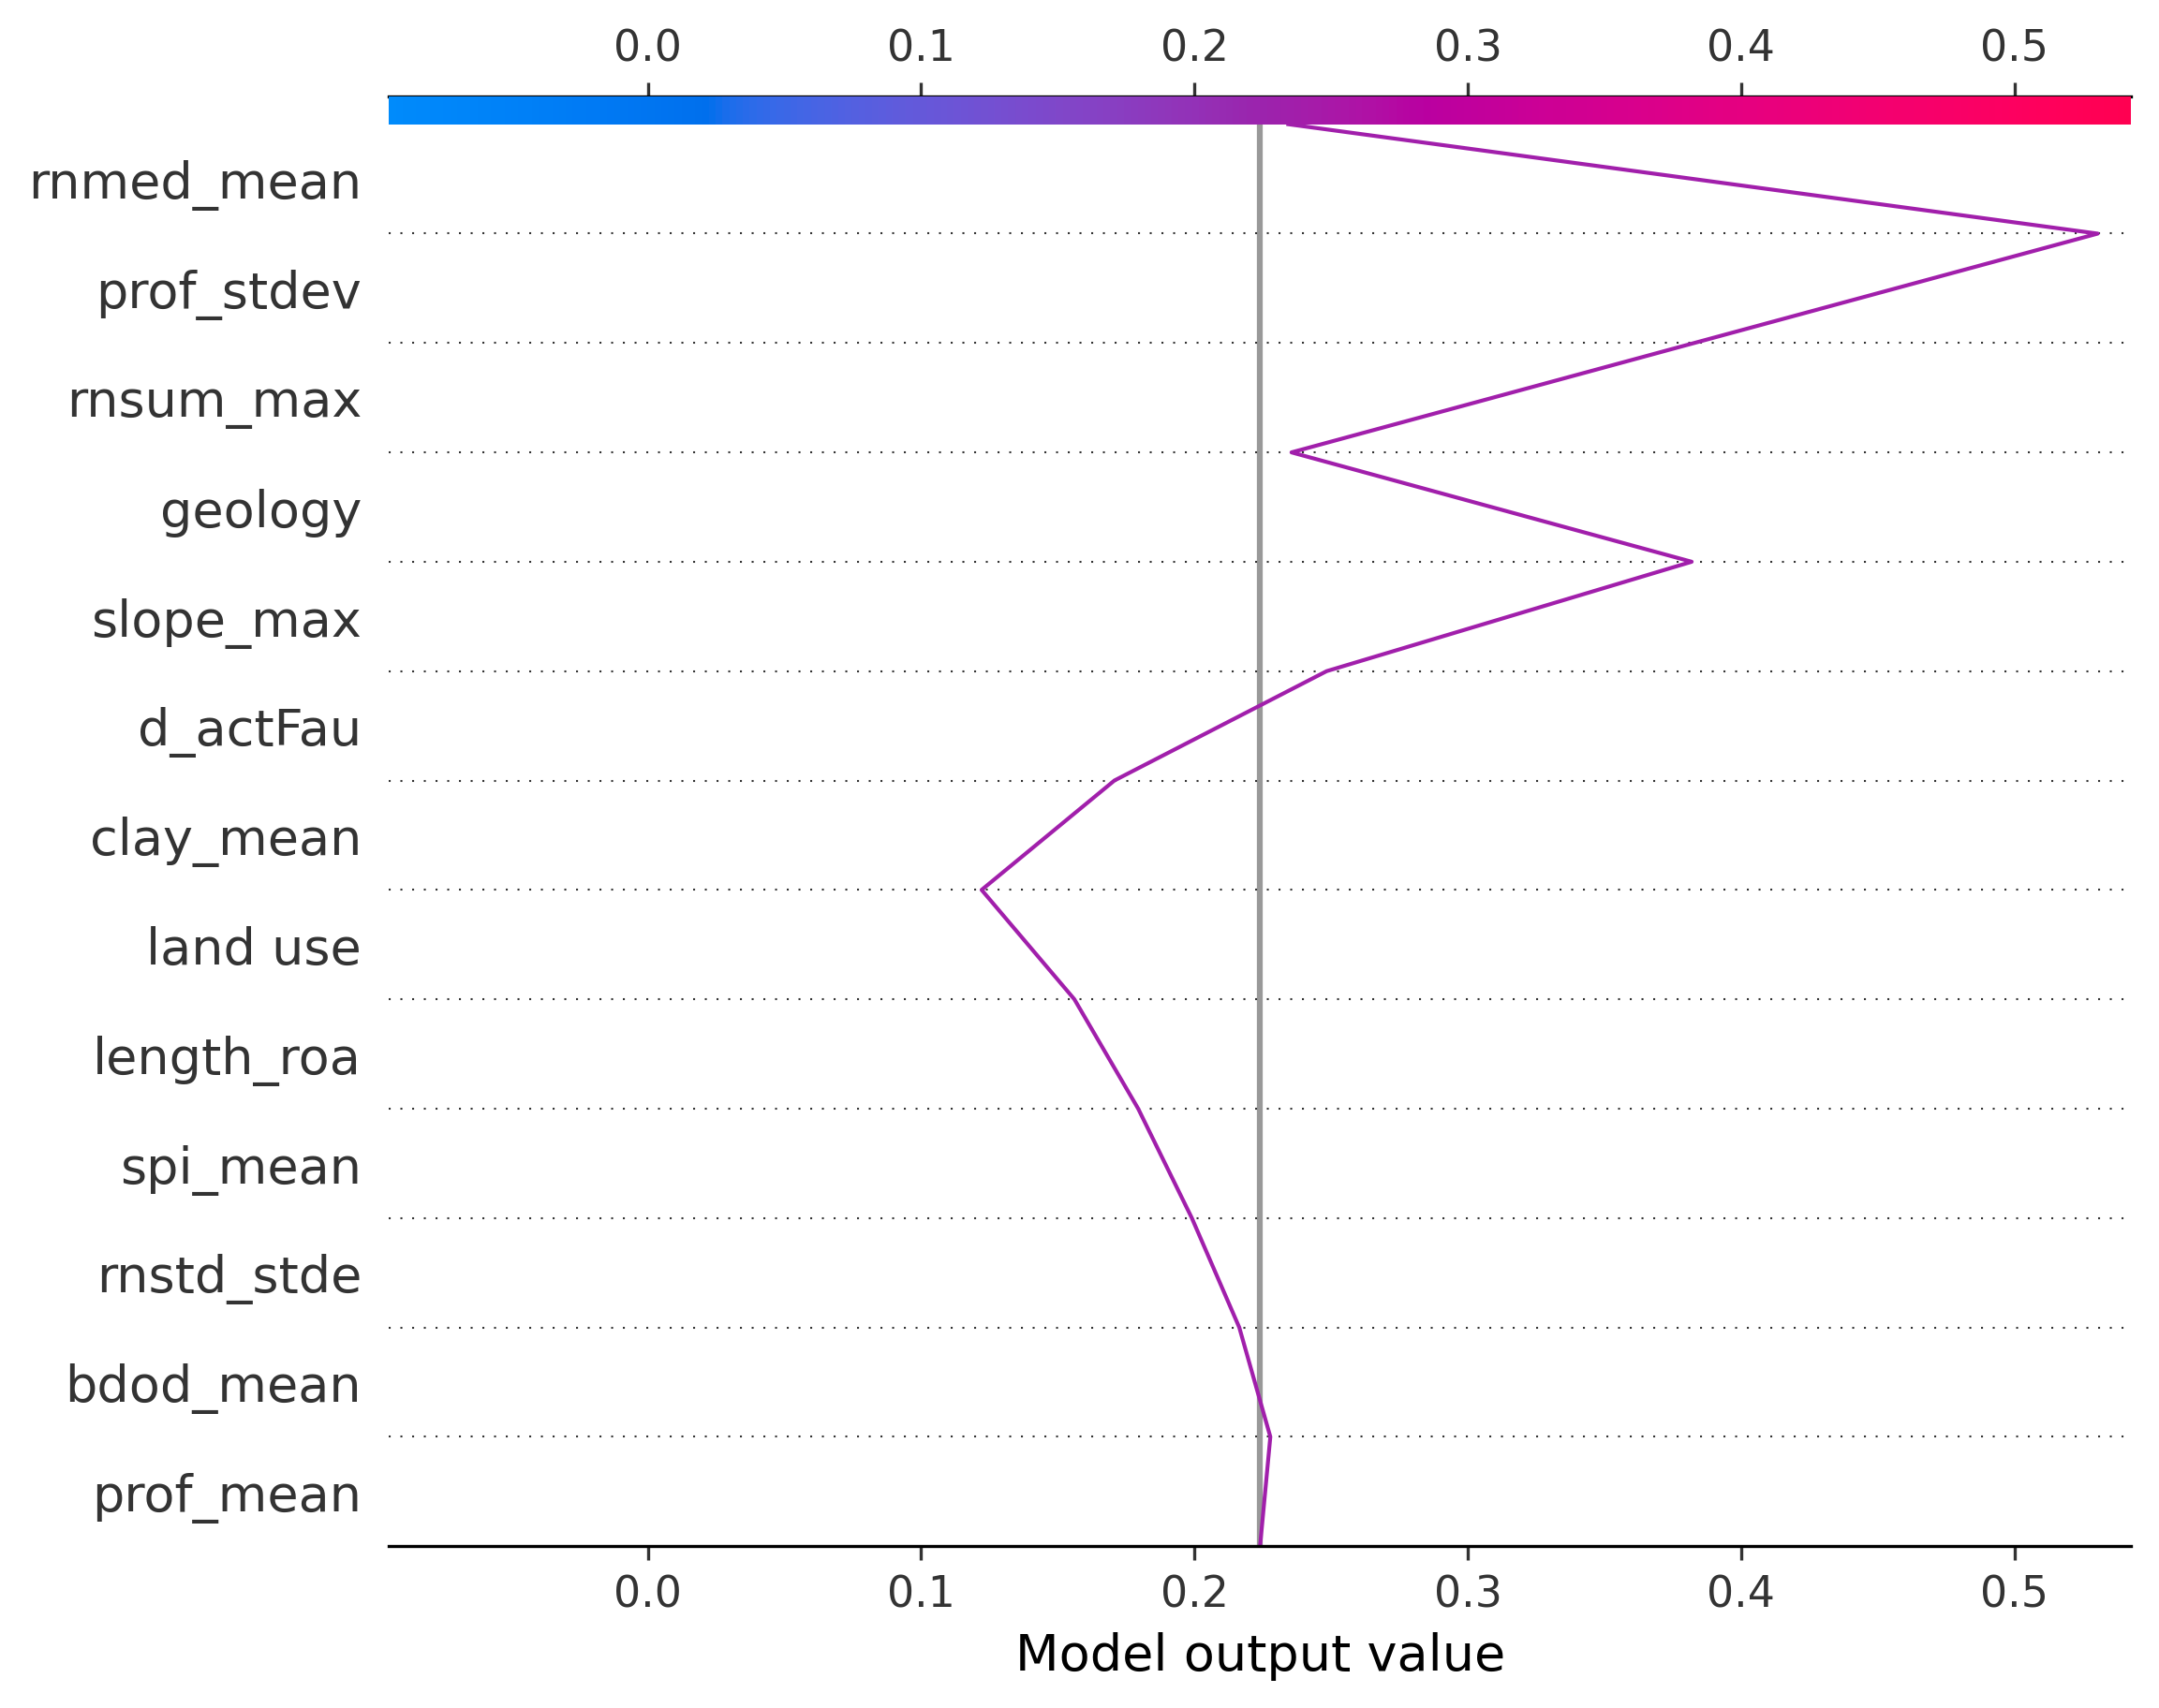 0.0 0.1 0.2 0.3 0.4 0.5
rnmed_mean
prof_stdev
rnsum_max
geology
slope_max
d_actFau
clay_mean
land use
length_roa
spi_mean
rnstd_stde
bdod_mean
prof_mean
0.0 0.1 0.2 0.3 0.4 0.5
Model output value